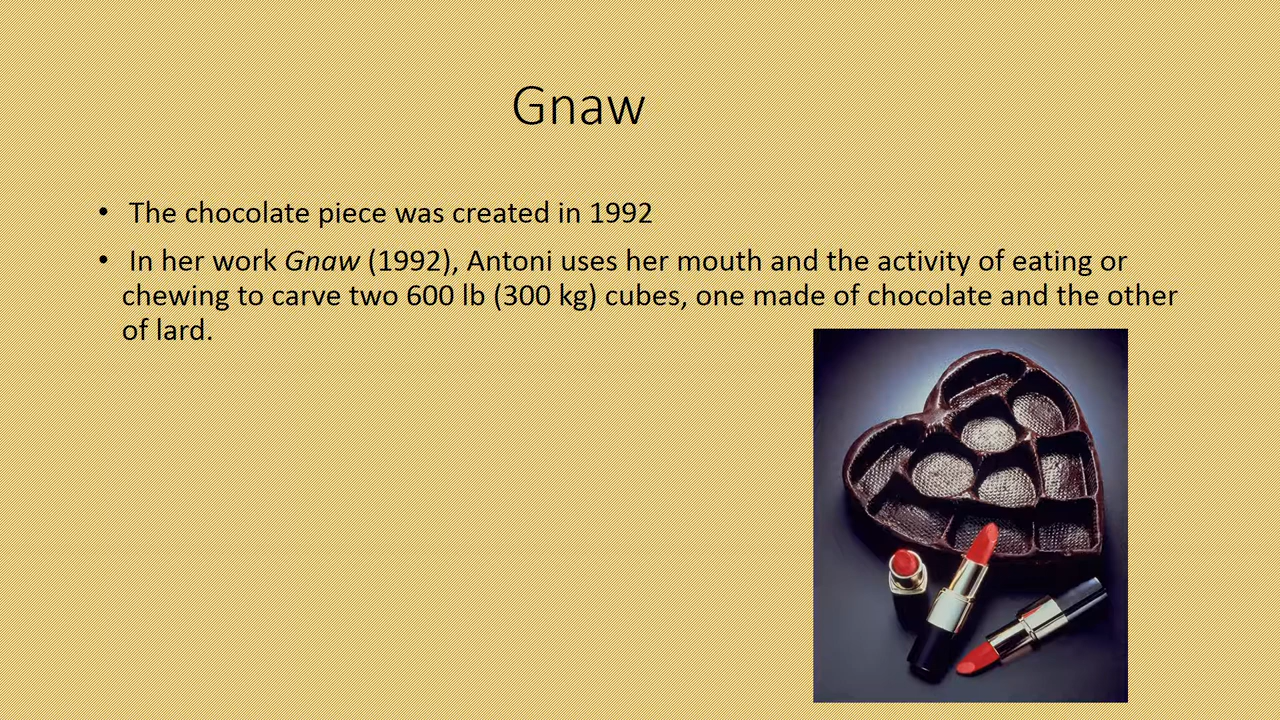 Gnaw
• The chocolate piece was created in 1992
• In her work Gnaw (1992), Antoni uses her mouth and the activity of eating or
chewing to carve two 600 lb (300 kg) cubes, one made of chocolate and the other
of lard.